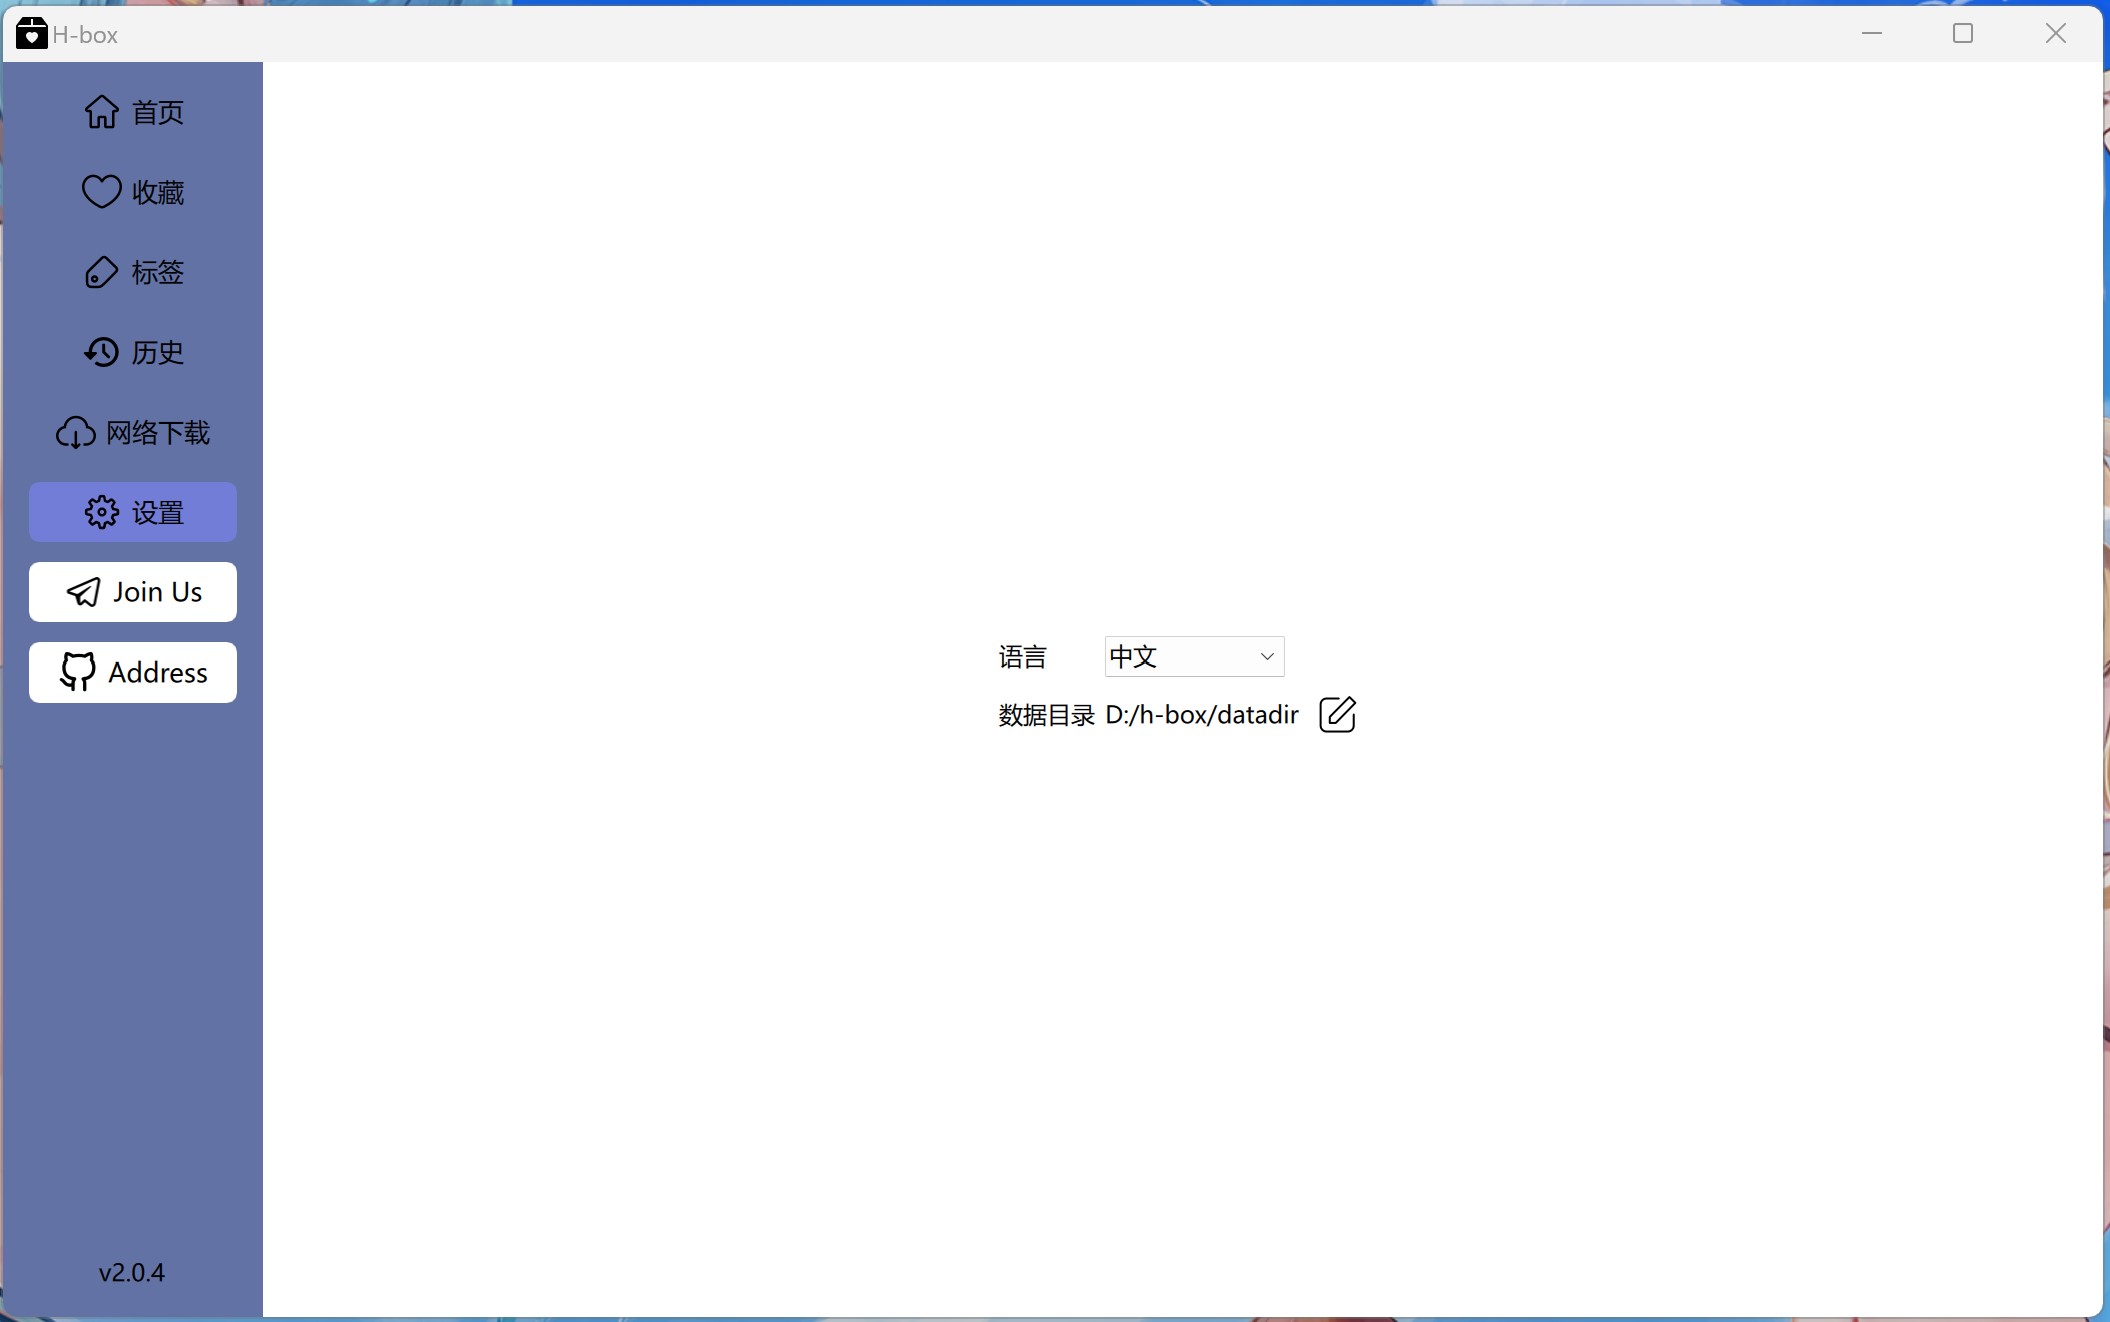 H-box
首页
收藏
标签
历史
网络下载
设置
Join Us
Address
语言 中文
数据目录 D:/h-box/datadir
v2.0.4